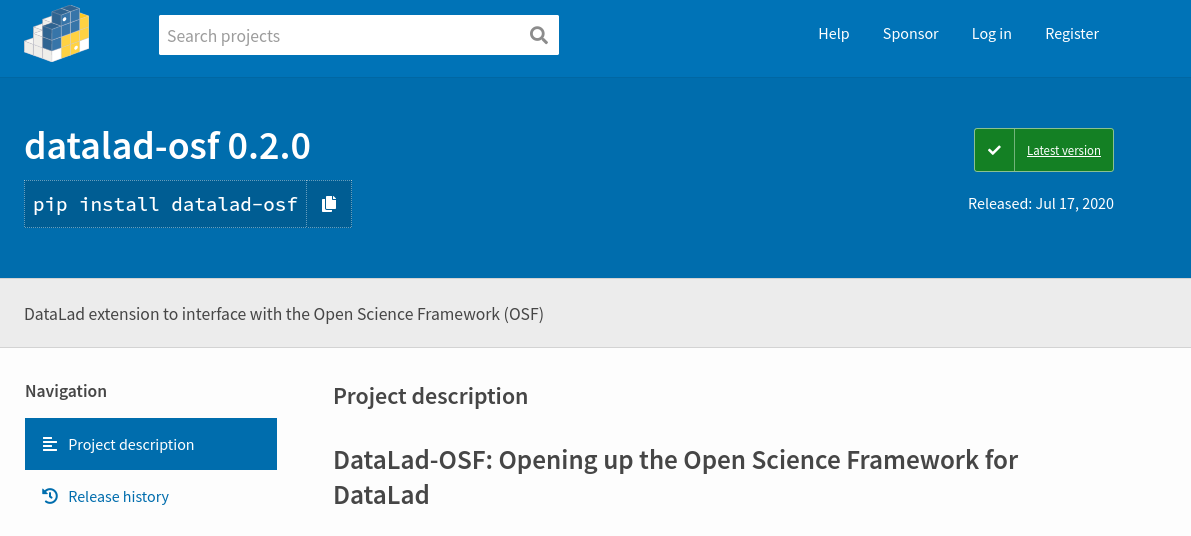 Search projects
Help
Sponsor
Log in
Register
datalad-osf 0.2.0
pip install datalad-osf
Latest version
Released: Jul 17, 2020
DataLad extension to interface with the Open Science Framework (OSF)
Navigation
Project description
Release history
Project description
DataLad-OSF: Opening up the Open Science Framework for
DataLad